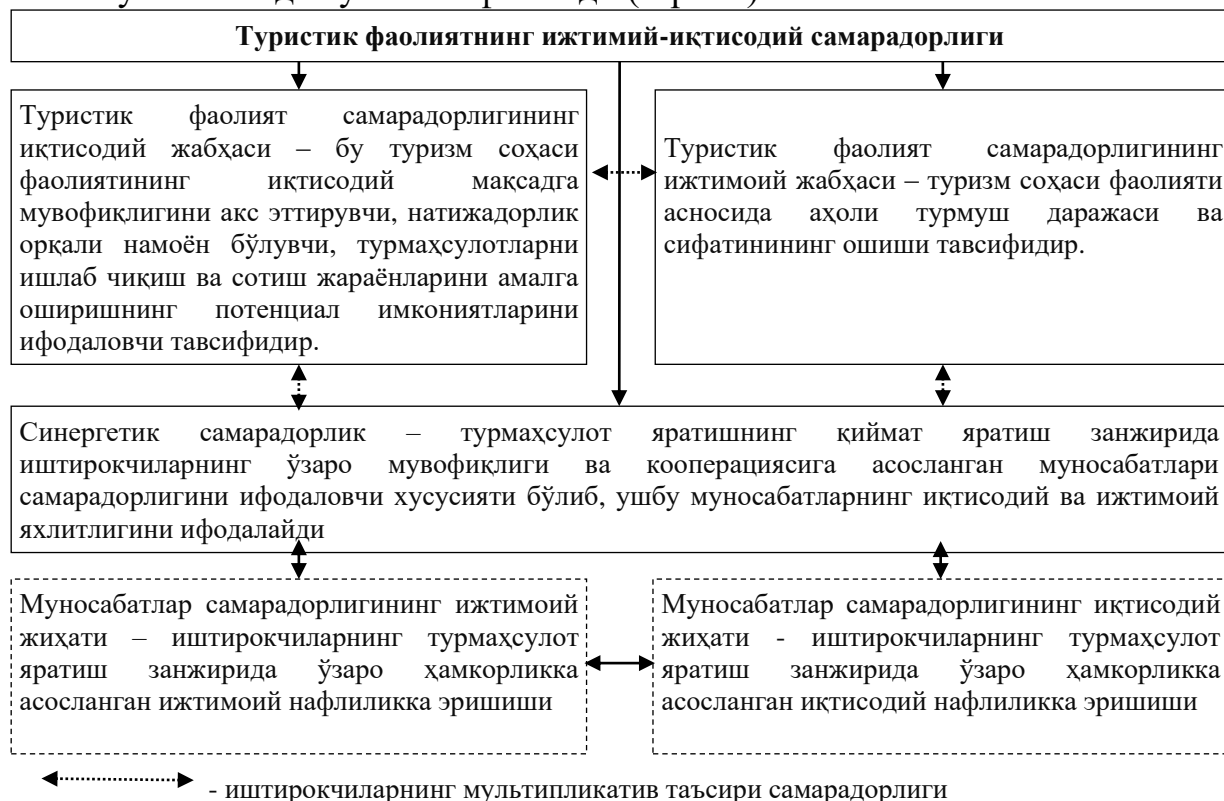 Туристик фаолиятнинг ижтимий-иқтисодий самарадорлиги
Туристик фаолият самарадорлигининг
иқтисодий жабҳаси – бу туризм соҳаси
фаолиятининг иқтисодий мақсадга
мувофиқлигини акс эттирувчи, натижадорлик
орқали намоён бўлувчи, турмаҳсулотларни
ишлаб чиқиш ва сотиш жараёнларини амалга
оширишнинг потенциал имкониятларини
ифодаловчи тавсифидир.
Туристик фаолият самарадорлигининг
ижтимоий жабҳаси – туризм соҳаси фаолияти
асносида аҳоли турмуш даражаси ва
сифатинининг ошиши тавсифидир.
Синергетик самарадорлик – турмаҳсулот яратишнинг қиймат яратиш занжирида
иштирокчиларнинг ўзаро мувофиқлиги ва кооперациясига асосланган муносабатлари
самарадорлигини ифодаловчи хусусияти бўлиб, ушбу муносабатларнинг иқтисодий ва ижтимоий
яхлитлигини ифодалайди
Муносабатлар самарадорлигининг ижтимоий
жиҳати – иштирокчиларнинг турмаҳсулот
яратиш занжирида ўзаро ҳамкорликка
асосланган ижтимоий нафлиликка эришиши
Муносабатлар самарадорлигининг иқтисодий
жиҳати - иштирокчиларнинг турмаҳсулот
яратиш занжирида ўзаро ҳамкорликка
асосланган иқтисодий нафлиликка эришиши
- иштирокчиларнинг мультипликатив таъсири самарадорлиги